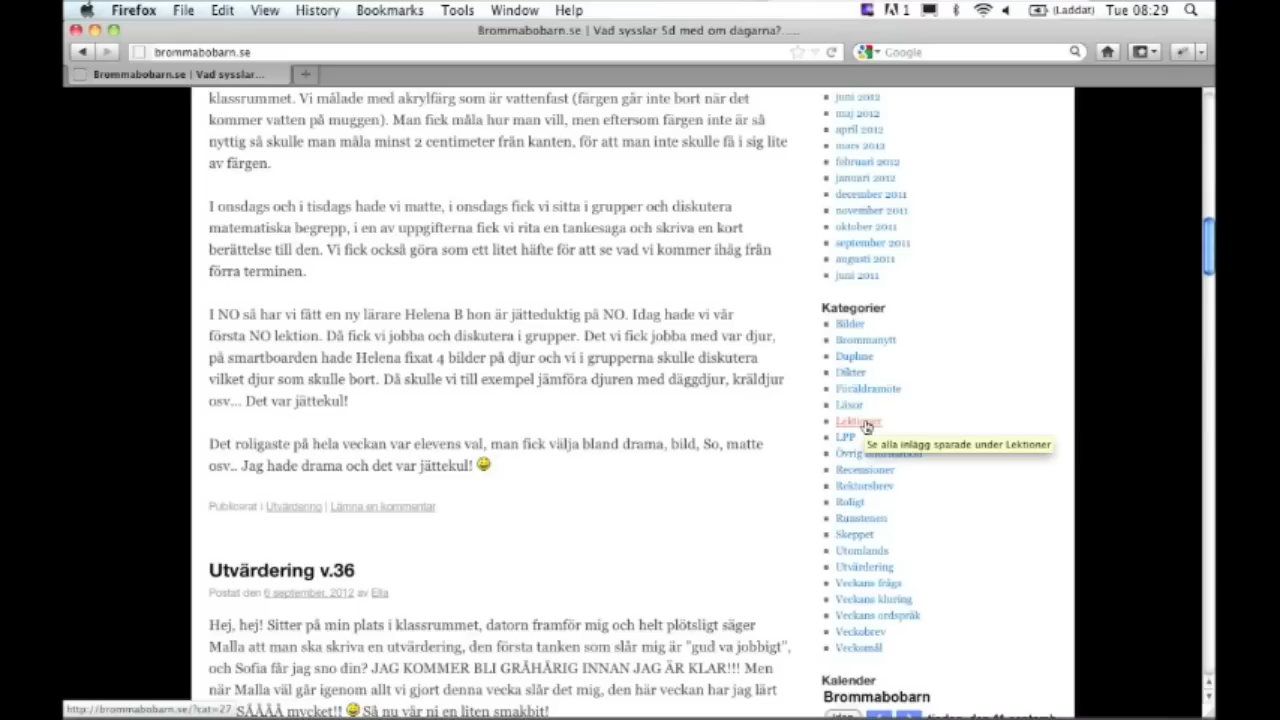 Firefox File Edit View History Bookmarks Tools Window Help 1 (Laddat) Tue 08:29
Brommabobarn.se | Vad sysslar 5d med om dagarna?.....
brommabobarn.se
Google
Brommabobarn.se | Vad sysslar...
klassrummet. Vi målade med akrylfärg som är vattenfast (färgen går inte bort när det
kommer vatten på muggen). Man fick måla hur man vill, men eftersom färgen inte är så
nyttig så skulle man måla minst 2 centimeter från kanten, för att man inte skulle få i sig lite
av färgen.
I onsdags och i tisdags hade vi matte, i onsdags fick vi sitta i grupper och diskutera
matematiska begrepp, i en av uppgifterna fick vi rita en tankesaga och skriva en kort
berättelse till den. Vi fick också göra som ett litet häfte för att se vad vi kommer ihåg från
förra terminen.
I NO så har vi fått en ny lärare Helena B hon är jätteduktig på NO. Idag hade vi vår
första NO lektion. Då fick vi jobba och diskutera i grupper. Det vi fick jobba med var djur,
på smartboarden hade Helena fixat 4 bilder på djur och vi i grupperna skulle diskutera
vilket djur som skulle bort. Då skulle vi till exempel jämföra djuren med däggdjur, kräldjur
osv... Det var jättekul!
Det roligaste på hela veckan var elevens val, man fick välja bland drama, bild, So, matte
osv.. Jag hade drama och det var jättekul!
Publicerat i Utvärdering | Lämna en kommentar
Utvärdering v.36
Postat den 6 september, 2012 av Ella
ej, hej! Sitter på min plats i klassrummet, datorn framför mig och helt plötsligt säger
Malla att man ska skriva en utvärdering, den första tanken som slår mig är "gud va jobbigt",
och Sofia får jag sno din? JAG KOMMER BLI GRÅHÅRIG INNAN JAG ÄR KLAR!!! Men
när Malla väl går igenom allt vi gjort denna vecka slår det mig, den här veckan har jag lärt
SÅÅÅÅ mycket!! Så nu vår ni en liten smakbit!
http://brommabobarn.se/?cat=27
juni 2012
maj 2012
april 2012
mars 2012
februari 2012
januari 2012
december 2011
november 2011
oktober 2011
september 2011
augusti 2011
juni 2011
Kategorier
Bilder
Brommanytt
Daphne
Dikter
Föräldramöte
Läxor
Lektioner
LPP
Se alla inlägg sparade under Lektioner
Övrig information
Recensioner
Rektorsbrev
Roligt
Runstenen
Skeppet
Utomlands
Utvärdering
Veckans fråga
Veckans kluring
Veckans ordspråk
Veckobrev
Veckomål
Kalender
Brommabobarn
Idag
tisdag den 11 septemb